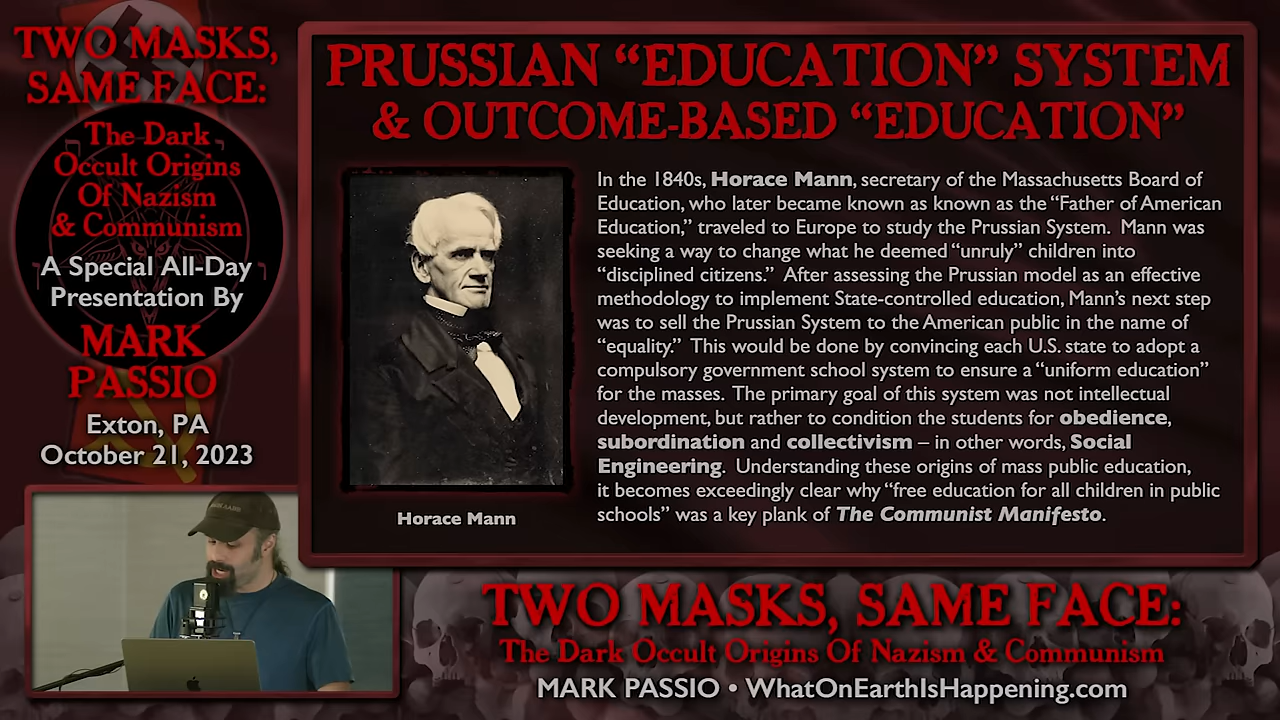 TWO MASKS,
SAME FACE:
The Dark
Occult Origins
Of Nazism
& Communism
A Special All-Day
Presentation By
MARK
PASSIO
Exton, PA
October 21, 2023
PRUSSIAN “EDUCATION” SYSTEM
& OUTCOME-BASED “EDUCATION”
In the 1840s, Horace Mann, secretary of the Massachusetts Board of
Education, who later became known as known as the “Father of American
Education,” traveled to Europe to study the Prussian System. Mann was
seeking a way to change what he deemed “unruly” children into
“disciplined citizens.” After assessing the Prussian model as an effective
methodology to implement State-controlled education, Mann’s next step
was to sell the Prussian System to the American public in the name of
“equality.” This would be done by convincing each U.S. state to adopt a
compulsory government school system to ensure a “uniform education”
for the masses. The primary goal of this system was not intellectual
development, but rather to condition the students for obedience,
subordination and collectivism – in other words, Social
Engineering. Understanding these origins of mass public education,
it becomes exceedingly clear why “free education for all children in public
schools” was a key plank of The Communist Manifesto.
Horace Mann
TWO MASKS, SAME FACE:
The Dark Occult Origins Of Nazism & Communism
MARK PASSIO • WhatOnEarthIsHappening.com